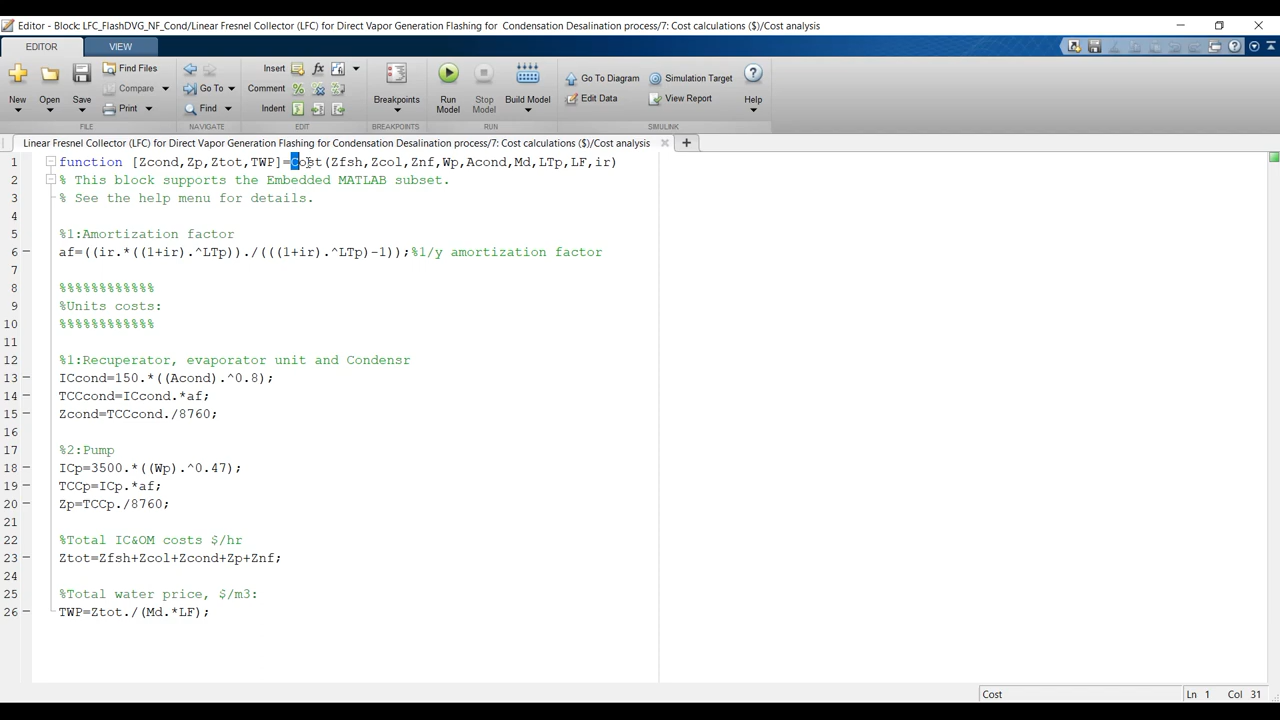 Editor - Block: LFC_FlashDVG_NF_Cond/Linear Fresnel Collector (LFC) for Direct Vapor Generation Flashing for  Condensation Desalination process/7: Cost calculations ($)/Cost analysis
EDITOR VIEW
Find Files
Compare
Print
New Open Save
FILE
Go To
Find
NAVIGATE
Insert
Comment
Indent
EDIT
Breakpoints
BREAKPOINTS
Run Model
Stop Model
Build Model
RUN
Go To Diagram
Edit Data
Simulation Target
View Report
Help
SIMULINK
Linear Fresnel Collector (LFC) for Direct Vapor Generation Flashing for Condensation Desalination process/7: Cost calculations ($)/Cost analysis
1 function [Zcond,Zp,Ztot,TWP]=Cost(Zfsh,Zcol,Znf,Wp,Acond,Md,LTp,LF,ir)
2 % This block supports the Embedded MATLAB subset.
3 % See the help menu for details.
4
5 %1:Amortization factor
6 af=((ir.*((1+ir).^LTp))./(((1+ir).^LTp)-1));%1/y amortization factor
7
8 %%%%%%%%%%%%
9 %Units costs:
10 %%%%%%%%%%%%
11
12 %1:Recuperator, evaporator unit and Condensr
13 ICcond=150.*((Acond).^0.8);
14 TCCcond=ICcond.*af;
15 Zcond=TCCcond./8760;
16
17 %2:Pump
18 ICp=3500.*((Wp).^0.47);
19 TCCp=ICp.*af;
20 Zp=TCCp./8760;
21
22 %Total IC&OM costs $/hr
23 Ztot=Zfsh+Zcol+Zcond+Zp+Znf;
24
25 %Total water price, $/m3:
26 TWP=Ztot./(Md.*LF);
Cost Ln 1 Col 31